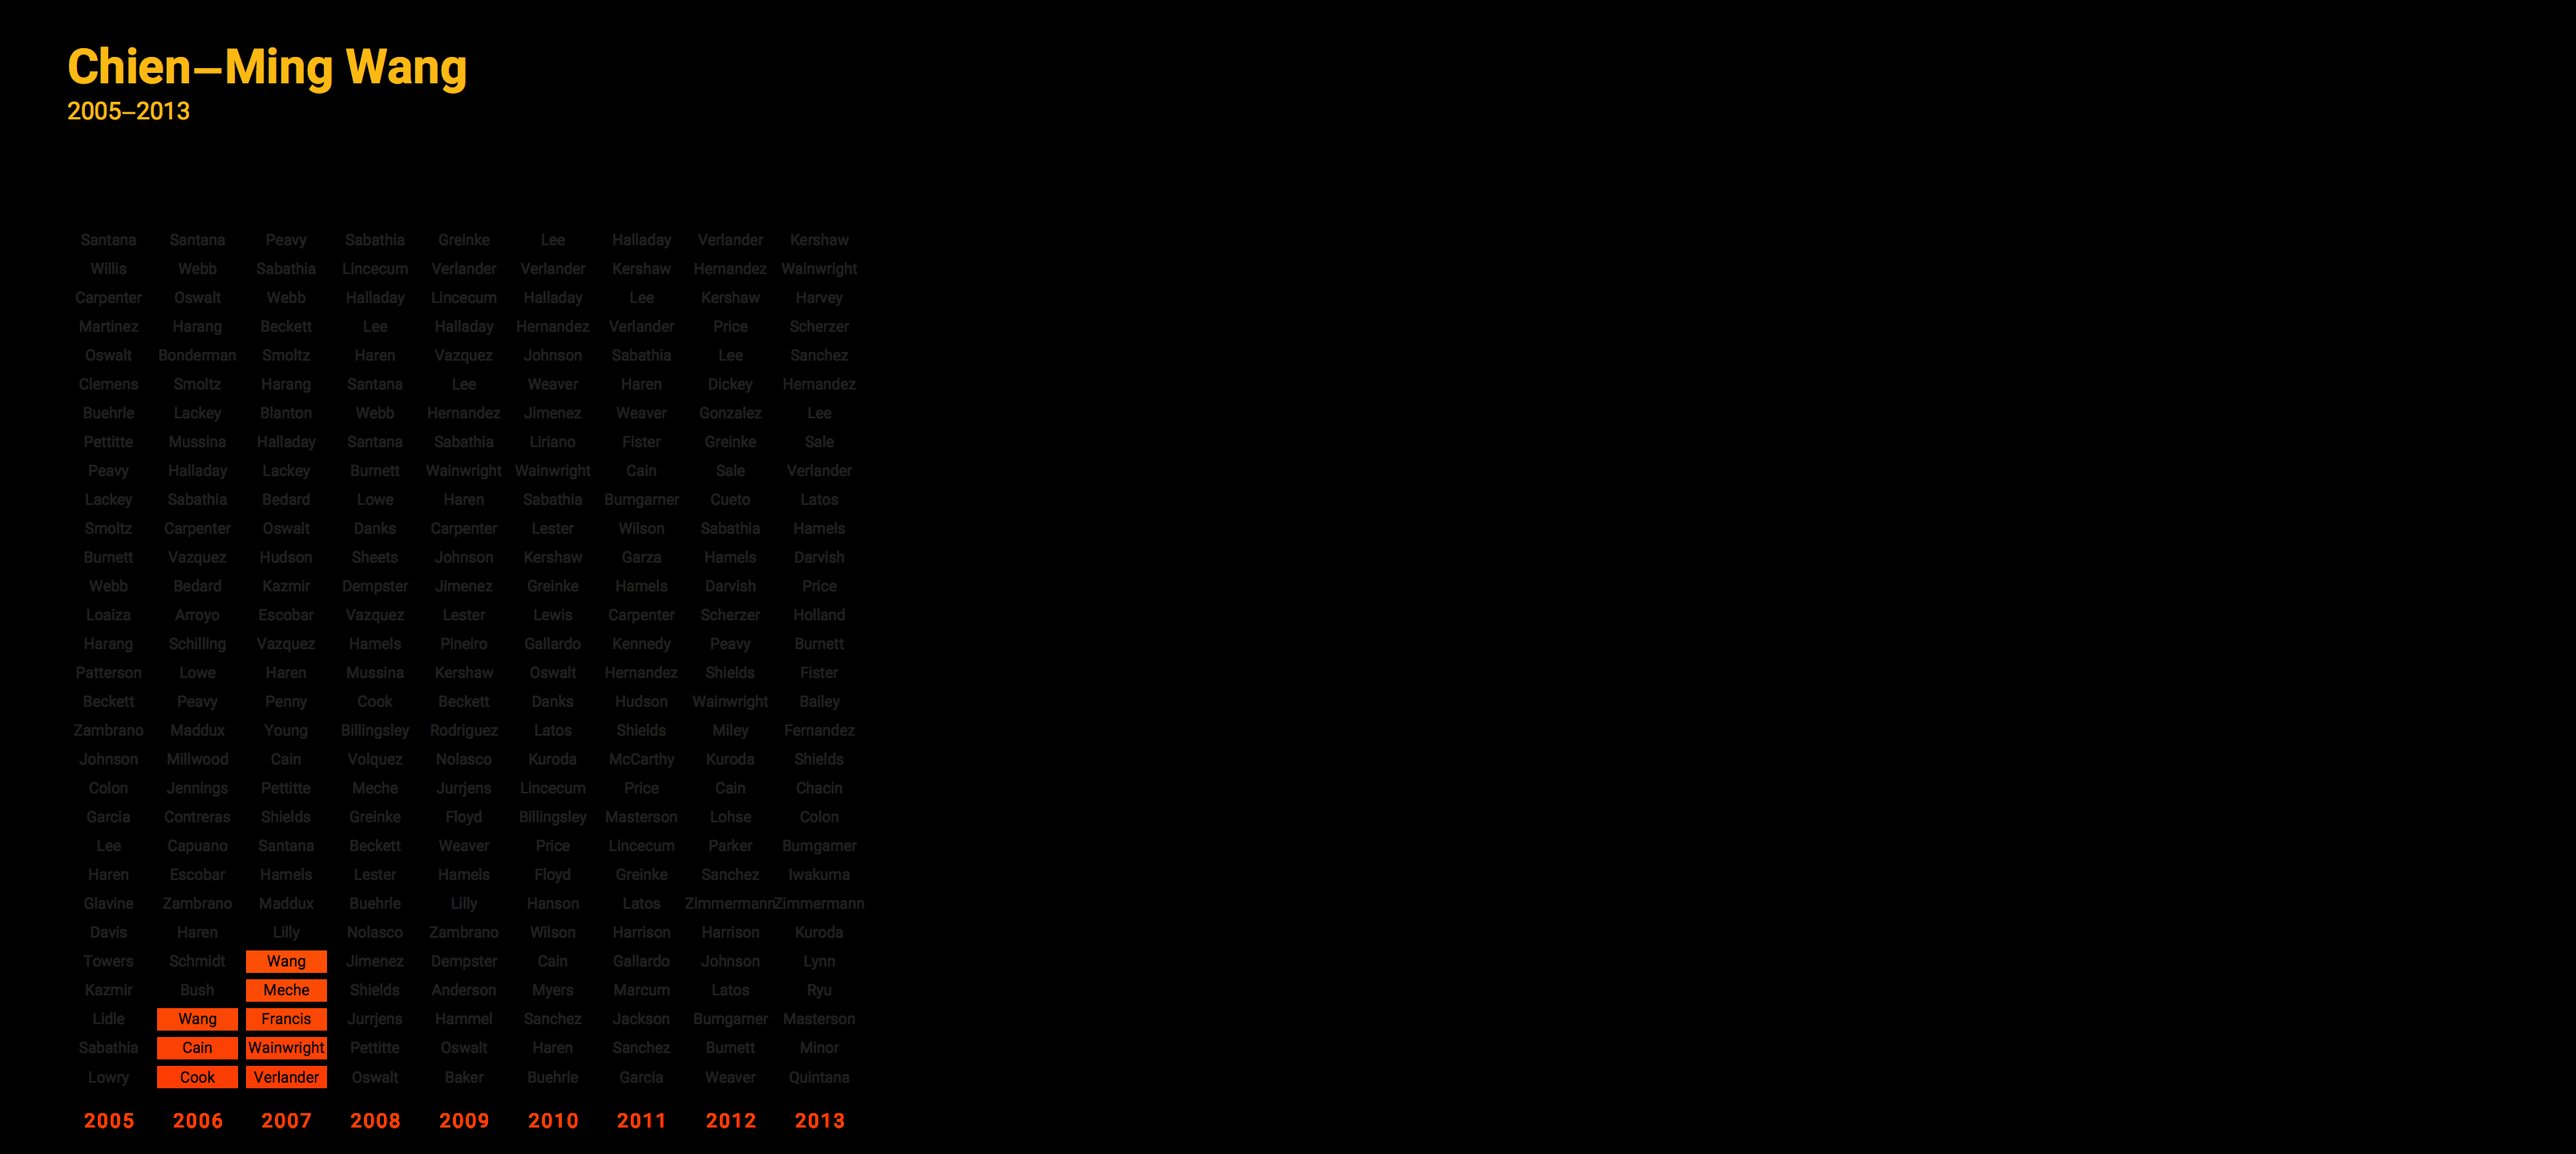 Chien–Ming Wang
2005–2013
Santana Santana Peavy Sabathia Greinke Lee Halladay Verlander Kershaw
Willis Webb Sabathia Lincecum Verlander Verlander Kershaw Hernandez Wainwright
Carpenter Oswalt Webb Halladay Lincecum Halladay Lee Kershaw Harvey
Martinez Harang Beckett Lee Halladay Hernandez Verlander Price Scherzer
Oswalt Bonderman Smoltz Haren Vazquez Johnson Sabathia Lee Sanchez
Clemens Smoltz Harang Santana Lee Weaver Haren Dickey Hernandez
Buehrle Lackey Blanton Webb Hernandez Jimenez Weaver Gonzalez Lee
Pettitte Mussina Halladay Santana Sabathia Liriano Fister Greinke Sale
Peavy Halladay Lackey Burnett Wainwright Wainwright Cain Sale Verlander
Lackey Sabathia Bedard Lowe Haren Sabathia Bumgarner Cueto Latos
Smoltz Carpenter Oswalt Danks Carpenter Lester Wilson Sabathia Hamels
Burnett Vazquez Hudson Sheets Johnson Kershaw Garza Hamels Darvish
Webb Bedard Kazmir Dempster Jimenez Greinke Hamels Darvish Price
Loaiza Arroyo Escobar Vazquez Lester Lewis Carpenter Scherzer Holland
Harang Schilling Vazquez Hamels Pineiro Gallardo Kennedy Peavy Burnett
Patterson Lowe Haren Mussina Kershaw Oswalt Hernandez Shields Fister
Beckett Peavy Penny Cook Beckett Danks Hudson Wainwright Bailey
Zambrano Maddux Young Billingsley Rodriguez Latos Shields Miley Fernandez
Johnson Millwood Cain Volquez Nolasco Kuroda McCarthy Kuroda Shields
Colon Jennings Pettitte Meche Jurrjens Lincecum Price Cain Chacin
Garcia Contreras Shields Greinke Floyd Billingsley Masterson Lohse Colon
Lee Capuano Santana Beckett Weaver Price Lincecum Parker Bumgarner
Haren Escobar Hamels Lester Hamels Floyd Greinke Sanchez Iwakuma
Glavine Zambrano Maddux Buehrle Lilly Hanson Latos Zimmermann Zimmermann
Davis Haren Lilly Nolasco Zambrano Wilson Harrison Harrison Kuroda
Towers Schmidt Wang Jimenez Dempster Cain Gallardo Johnson Lynn
Kazmir Bush Meche Shields Anderson Myers Marcum Latos Ryu
Lidle Wang Francis Jurrjens Hammel Sanchez Jackson Bumgarner Masterson
Sabathia Cain Wainwright Pettitte Oswalt Haren Sanchez Burnett Minor
Lowry Cook Verlander Oswalt Baker Buehrle Garcia Weaver Quintana
2005 2006 2007 2008 2009 2010 2011 2012 2013